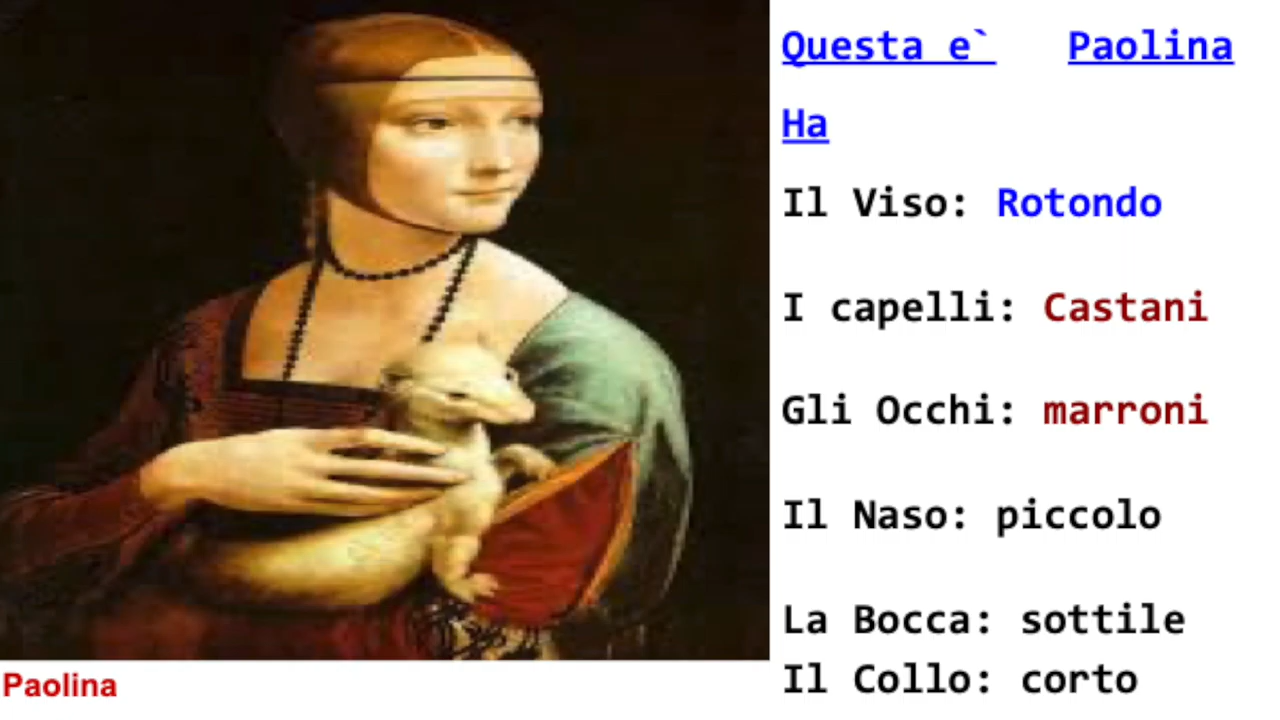 Questa e` Paolina
Ha
Il Viso: Rotondo
I capelli: Castani
Gli Occhi: marroni
Il Naso: piccolo
La Bocca: sottile
Il Collo: corto
Paolina